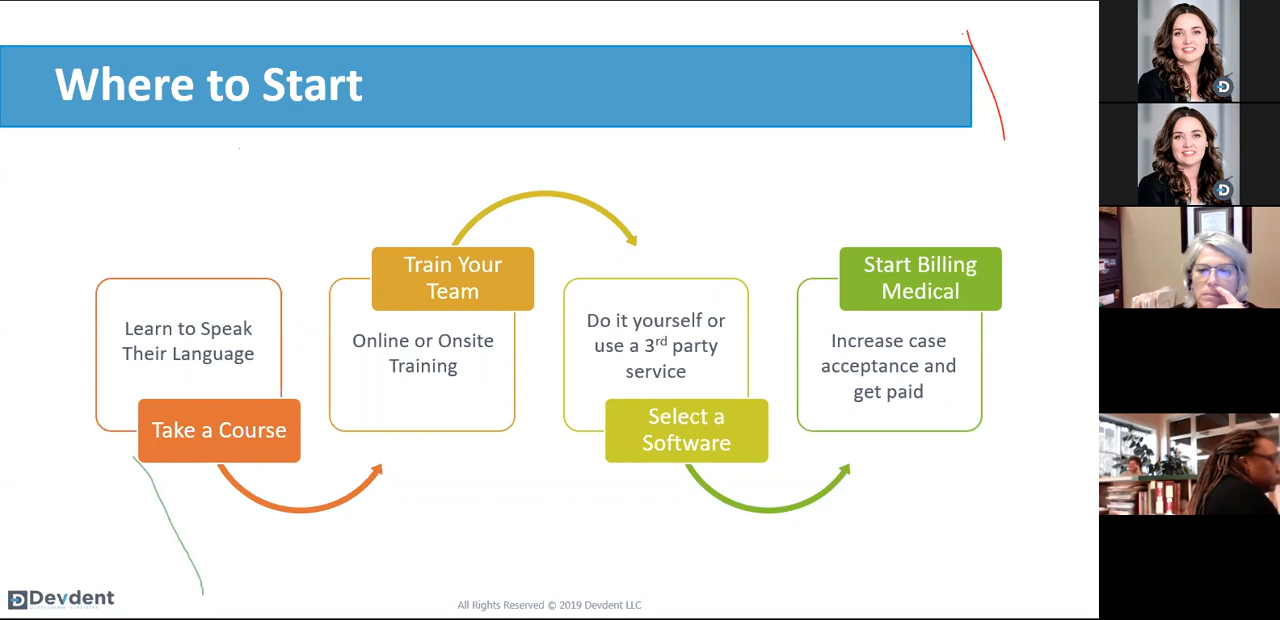 Where to Start
Learn to Speak
Their Language
Take a Course
Train Your
Team
Online or Onsite
Training
Do it yourself or
use a 3rd party
service
Select a
Software
Start Billing
Medical
Increase case
acceptance and
get paid
Devdent
All Rights Reserved © 2019 Devdent LLC